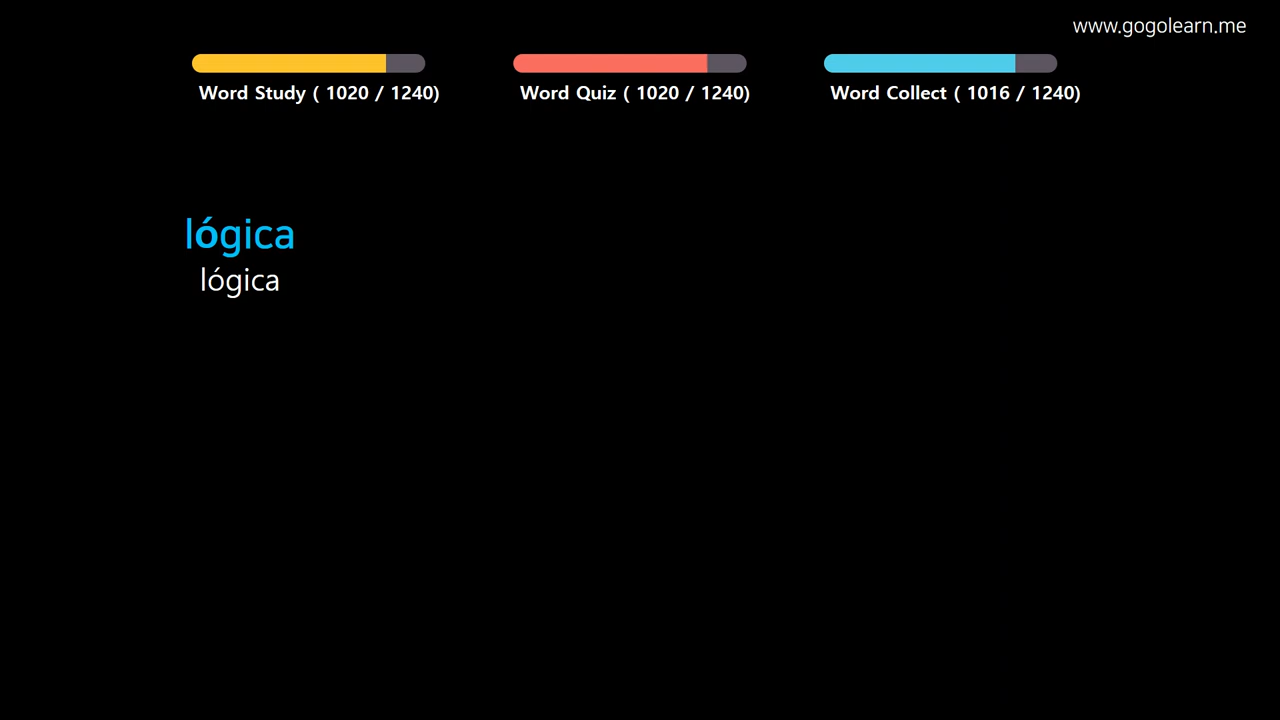 www.gogolearn.me
Word Study ( 1020 / 1240)
Word Quiz ( 1020 / 1240)
Word Collect ( 1016 / 1240)
lógica
lógica